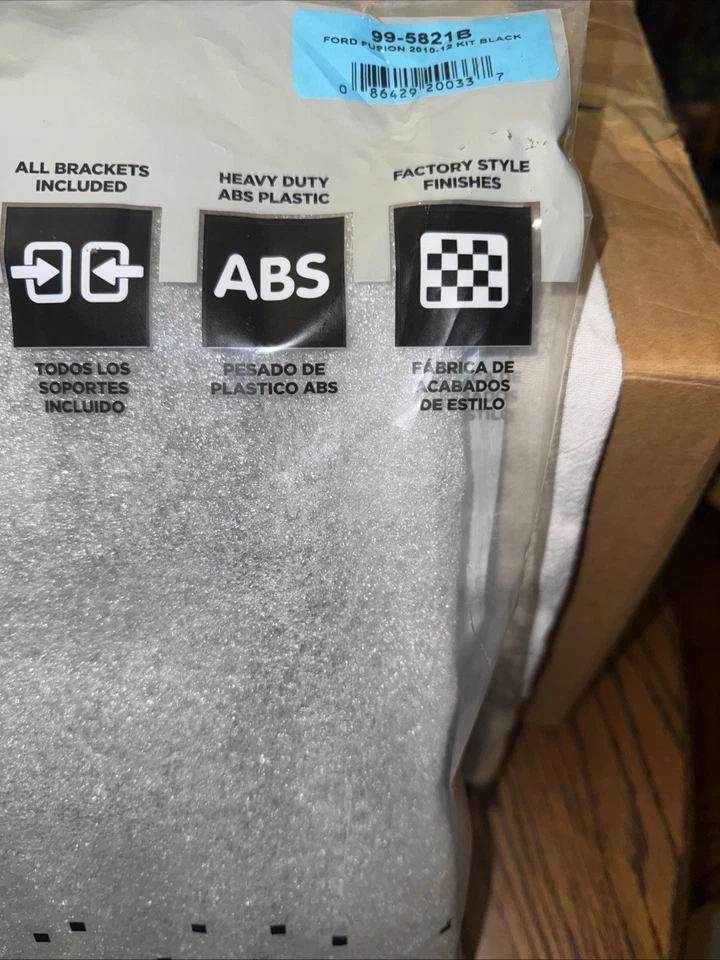 99-5821B
FORD FUSION 2010-12 KIT BLACK
0 86429 20033 7
ALL BRACKETS
INCLUDED
HEAVY DUTY
ABS PLASTIC
FACTORY STYLE
FINISHES
ABS
TODOS LOS
SOPORTES
INCLUIDO
PESADO DE
PLASTICO ABS
FÁBRICA DE
ACABADOS
DE ESTILO